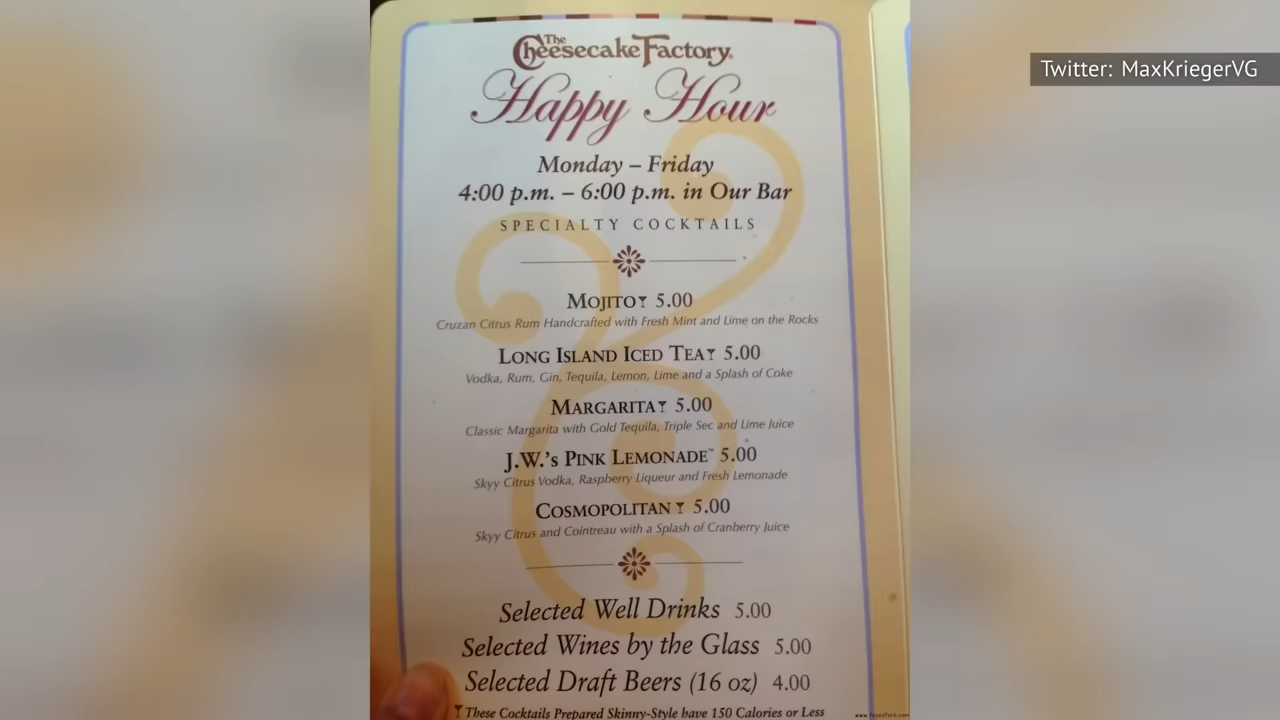 Twitter: MaxKriegerVG
The Cheesecake Factory®
Happy Hour
Monday – Friday
4:00 p.m. – 6:00 p.m. in Our Bar
SPECIALTY COCKTAILS
MOJITO 5.00
Cruzan Citrus Rum Handcrafted with Fresh Mint and Lime on the Rocks
LONG ISLAND ICED TEA 5.00
Vodka, Rum, Gin, Tequila, Lemon, Lime and a Splash of Coke
MARGARITA 5.00
Classic Margarita with Gold Tequila, Triple Sec and Lime Juice
J.W.'S PINK LEMONADE™ 5.00
Skyy Citrus Vodka, Raspberry Liqueur and Fresh Lemonade
COSMOPOLITAN 5.00
Skyy Citrus and Cointreau with a Splash of Cranberry Juice
Selected Well Drinks 5.00
Selected Wines by the Glass 5.00
Selected Draft Beers (16 oz) 4.00
These Cocktails Prepared Skinny-Style have 150 Calories or Less